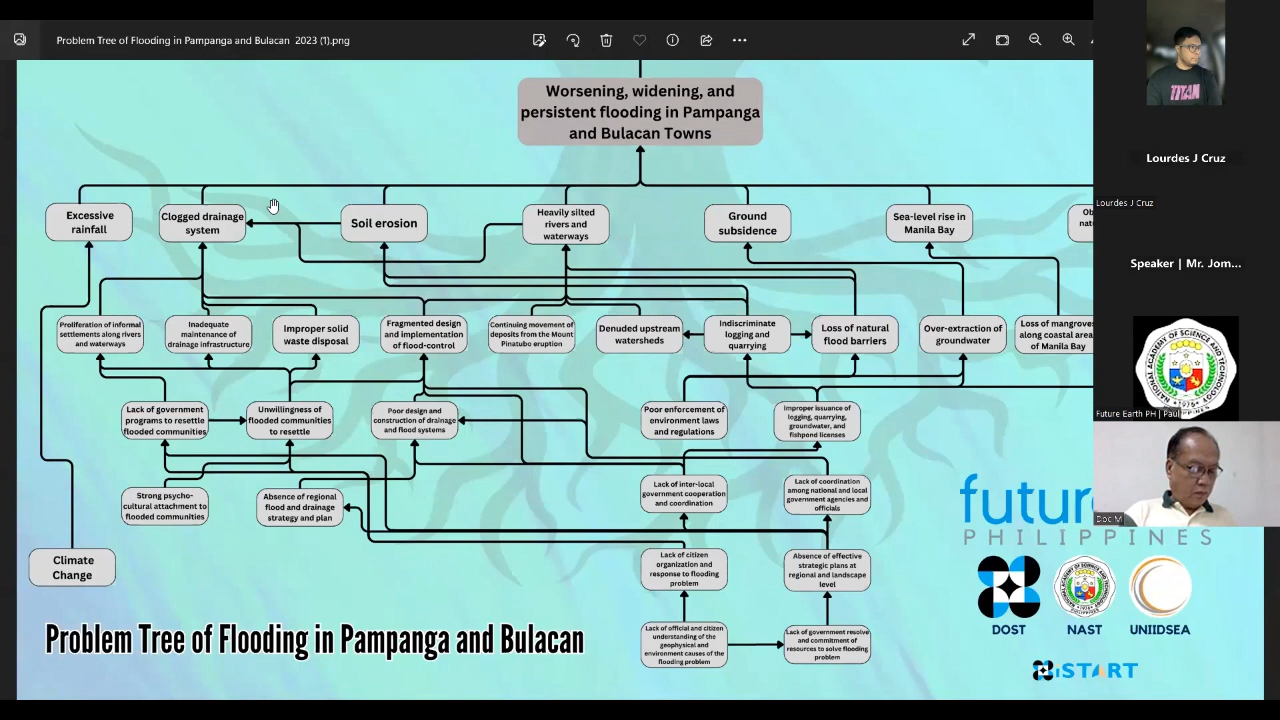 Problem Tree of Flooding in Pampanga and Bulacan 2023 (1).png
Worsening, widening, and
persistent flooding in Pampanga
and Bulacan Towns
Excessive
rainfall
Clogged drainage
system
Soil erosion
Heavily silted
rivers and
waterways
Ground
subsidence
Sea-level rise in
Manila Bay
Proliferation of informal
settlements along rivers
and waterways
Inadequate
maintenance of
drainage infrastructure
Improper solid
waste disposal
Fragmented design
and implementation
of flood-control
Continuing movement of
deposits from the Mount
Pinatubo eruption
Denuded upstream
watersheds
Indiscriminate
logging and
quarrying
Loss of natural
flood barriers
Over-extraction of
groundwater
Loss of mangroves
along coastal area
of Manila Bay
Lack of government
programs to resettle
flooded communities
Unwillingness of
flooded communities
to resettle
Poor design and
construction of drainage
and flood systems
Poor enforcement of
environment laws
and regulations
Improper issuance of
logging, quarrying,
groundwater, and
fishpond licenses
Strong psycho-
cultural attachment to
flooded communities
Absence of regional
flood and drainage
strategy and plan
Lack of inter-local
government cooperation
and coordination
Lack of coordination
among national and local
government agencies and
officials
Climate
Change
Lack of citizen
organization and
response to flooding
problem
Absence of effective
strategic plans at
regional and landscape
level
Lack of official and citizen
understanding of the
geophysical and
environment causes of the
flooding problem
Lack of government resolve
and commitment of
resources to solve flooding
problem
Problem Tree of Flooding in Pampanga and Bulacan
PHILIPPINES
DOST
NAST
UNIIDSEA
iSTART
TITAN
Lourdes J Cruz
Lourdes J Cruz
Speaker | Mr. Jom...
Future Earth PH | Paul
Doc M